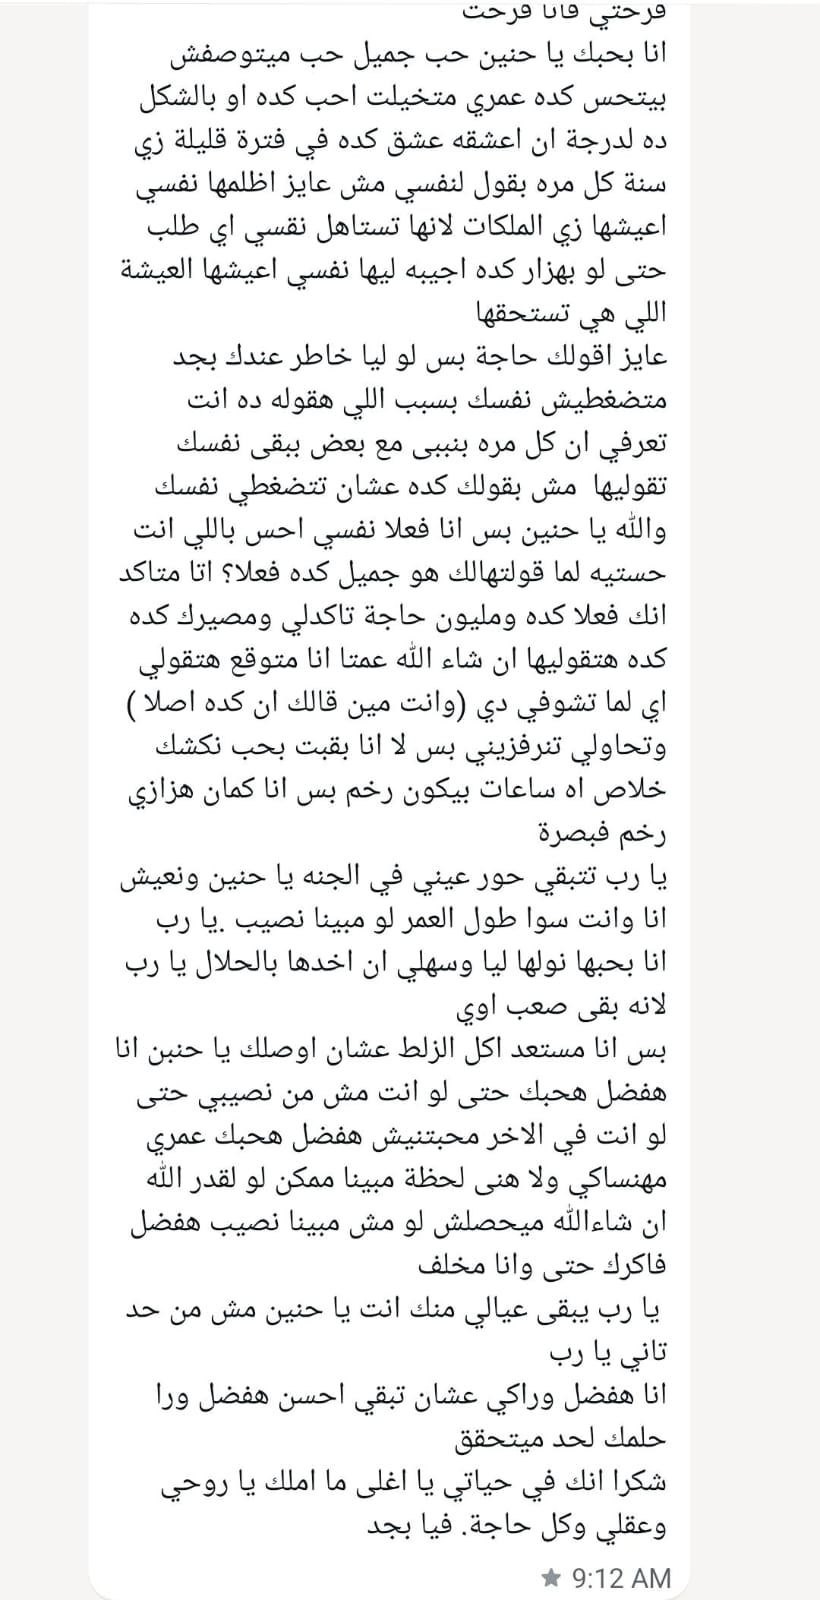 فرحتي فانا فرحت
انا بحبك يا حنين حب جميل حب ميتوصفش
بيتحس كده عمري متخيلت احب كده او بالشكل
ده لدرجة ان اعشقه عشق كده في فترة قليلة زي
سنة كل مره بقول لنفسي مش عايز اظلمها نفسي
اعيشها زي الملكات لانها تستاهل نقسي اي طلب
حتى لو بهزار كده اجيبه ليها نفسي اعيشها العيشة
اللي هي تستحقها
عايز اقولك حاجة بس لو ليا خاطر عندك بجد
متضغطيش نفسك بسبب اللي هقوله ده انت
تعرفي ان كل مره بنببى مع بعض ببقى نفسك
تقوليها مش بقولك كده عشان تتضغطي نفسك
والله يا حنين بس انا فعلا نفسي احس باللي انت
حستيه لما قولتهالك هو جميل كده فعلا؟ اتا متاكد
انك فعلا كده ومليون حاجة تاكدلي ومصيرك كده
كده هتقوليها ان شاء الله عمتا انا متوقع هتقولي
اي لما تشوفي دي (وانت مين قالك ان كده اصلا )
وتحاولي تنرفزيني بس لا انا بقبت بحب نكشك
خلاص اه ساعات بيكون رخم بس انا كمان هزازي
رخم فبصرة
يا رب تتبقي حور عيني في الجنه يا حنين ونعيش
انا وانت سوا طول العمر لو مبينا نصيب .يا رب
انا بحبها نولها ليا وسهلي ان اخدها بالحلال يا رب
لانه بقى صعب اوي
بس انا مستعد اكل الزلط عشان اوصلك يا حنبن انا
هفضل هحبك حتى لو انت مش من نصيبي حتى
لو انت في الاخر محبتنيش هفضل هحبك عمري
مهنساكي ولا هنى لحظة مبينا ممكن لو لقدر الله
ان شاءالله ميحصلش لو مش مبينا نصيب هفضل
فاكرك حتى وانا مخلف
يا رب يبقى عيالي منك انت يا حنين مش من حد
تاني يا رب
انا هفضل وراكي عشان تبقي احسن هفضل ورا
حلمك لحد ميتحقق
شكرا انك في حياتي يا اغلى ما املك يا روحي
وعقلي وكل حاجة. فيا بجد
★ 9:12 AM